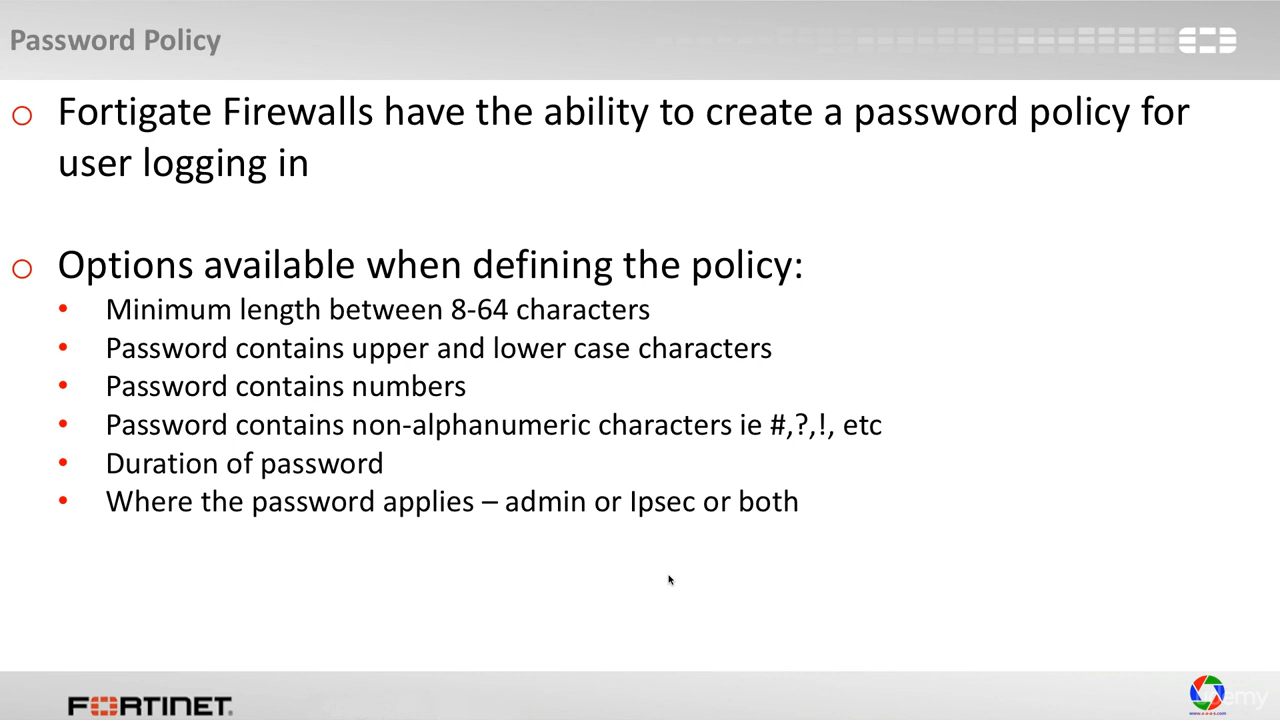 Password Policy
Fortigate Firewalls have the ability to create a password policy for
user logging in
Options available when defining the policy:
Minimum length between 8-64 characters
Password contains upper and lower case characters
Password contains numbers
Password contains non-alphanumeric characters ie #,?,!, etc
Duration of password
Where the password applies – admin or Ipsec or both
FORTINET